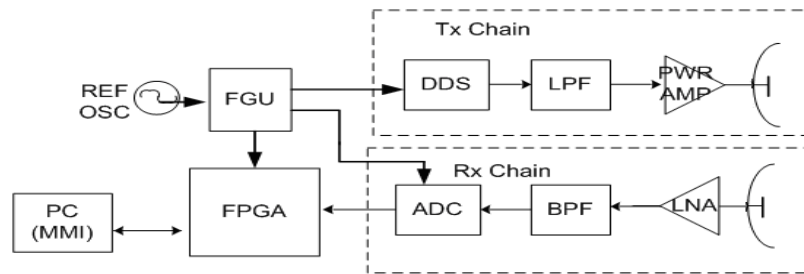 Tx Chain
REF
OSC
FGU
DDS
LPF
PWR
AMP
Rx Chain
PC
(MMI)
FPGA
ADC
BPF
LNA